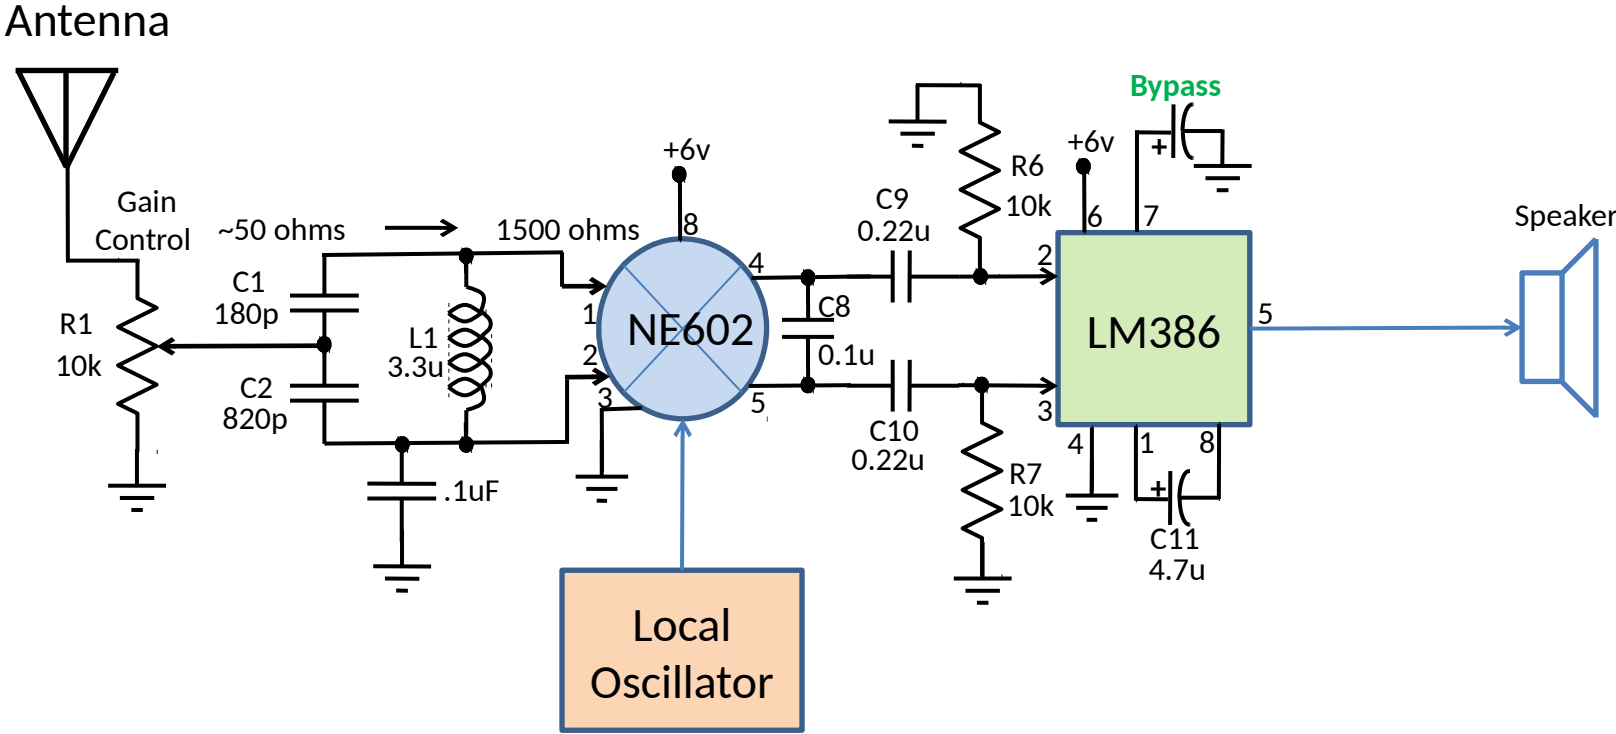 Antenna
Gain
Control
R1
10k
~50 ohms
1500 ohms
C1
180p
C2
820p
L1
3.3u
.1uF
+6v
8
1
2
3
4
5
NE602
Local
Oscillator
C8
0.1u
C9
0.22u
C10
0.22u
R6
10k
R7
10k
+6v
Bypass
+
6
7
2
3
LM386
5
4
1
8
+
C11
4.7u
Speaker